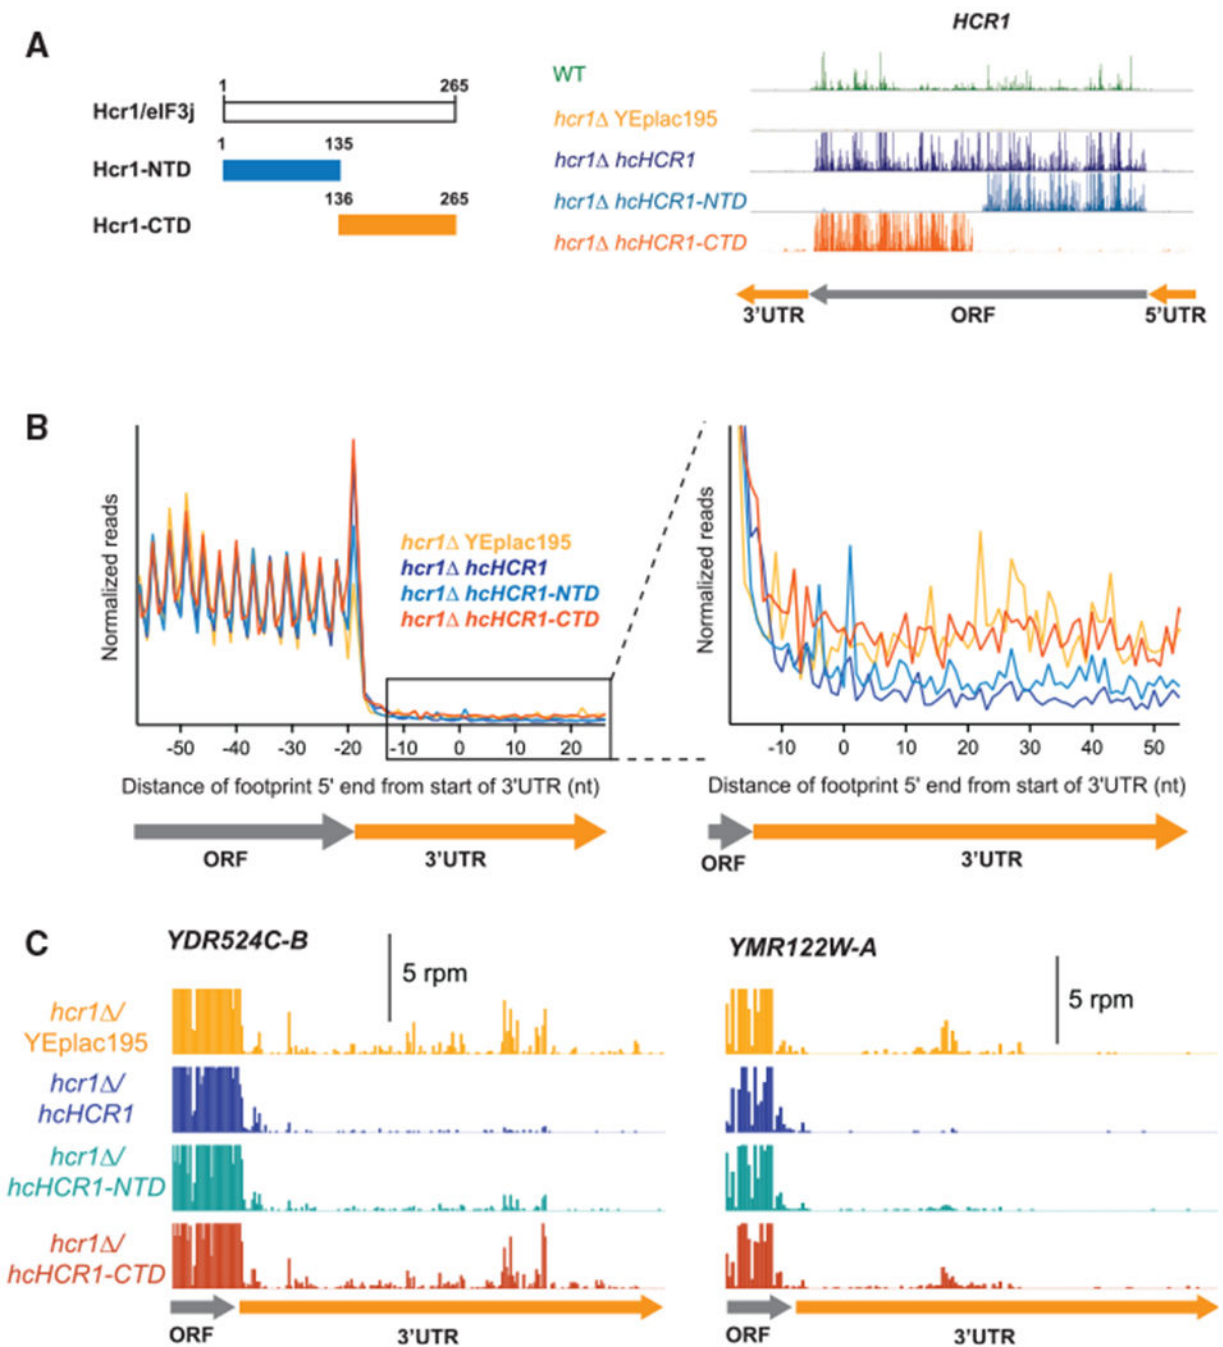 A
Hcr1/eIF3j
1 265
Hcr1-NTD
1 135
Hcr1-CTD
136 265
HCR1
WT
hcr1Δ YEplac195
hcr1Δ hcHCR1
hcr1Δ hcHCR1-NTD
hcr1Δ hcHCR1-CTD
3'UTR ORF 5'UTR
B
Normalized reads
hcr1Δ YEplac195
hcr1Δ hcHCR1
hcr1Δ hcHCR1-NTD
hcr1Δ hcHCR1-CTD
-50 -40 -30 -20 -10 0 10 20
Distance of footprint 5' end from start of 3'UTR (nt)
ORF 3'UTR
Normalized reads
-10 0 10 20 30 40 50
Distance of footprint 5' end from start of 3'UTR (nt)
ORF 3'UTR
C
YDR524C-B
5 rpm
hcr1Δ/
YEplac195
hcr1Δ/
hcHCR1
hcr1Δ/
hcHCR1-NTD
hcr1Δ/
hcHCR1-CTD
ORF 3'UTR
YMR122W-A
5 rpm
ORF 3'UTR